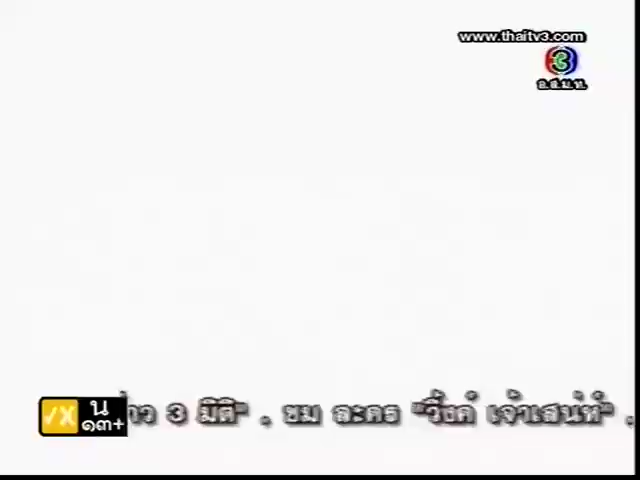 www.thaitv3.com
3
อ.ส.ม.ท.
น
๑๓+
ว 3 มิติ" , ชม ละคร "วิ้งค์ เจ้าเสน่ห์" ,